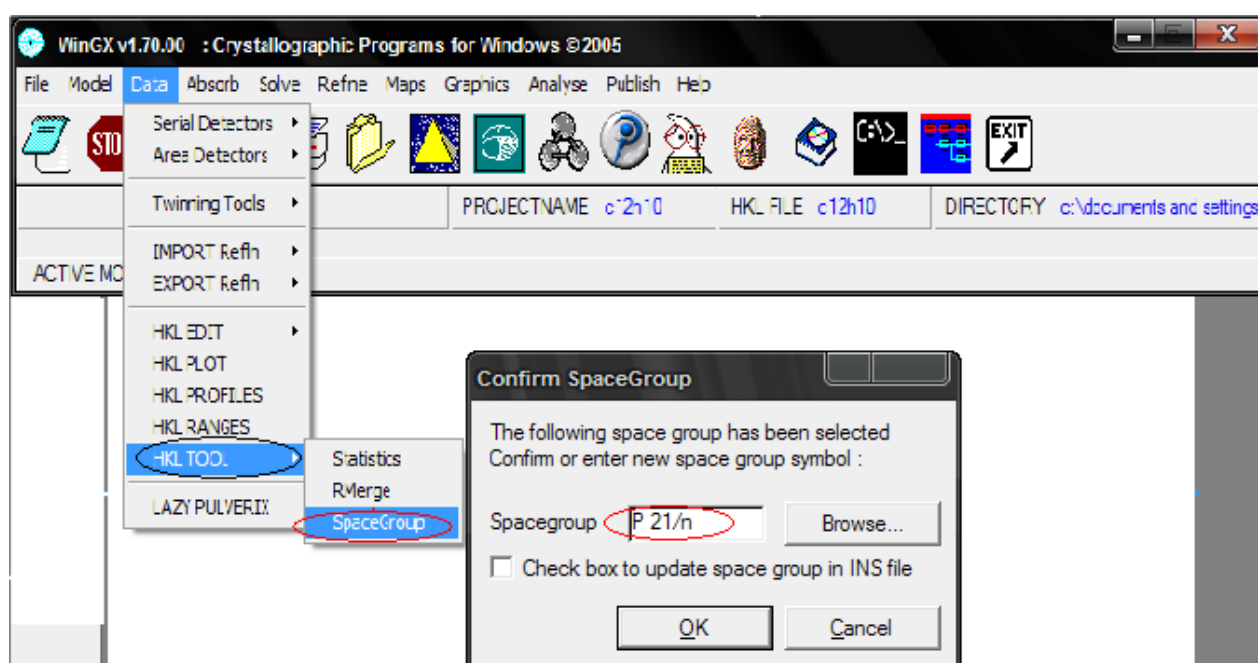 WinGX v1.70.00 : Crystallographic Programs for Windows ©2005
File Model Data Absorb Solve Refine Maps Graphics Analyse Publish Help
STO
C:\>_
EXIT
PROJECTNAME c12h10 HKL FILE c12h10 DIRECTORY c:\documents and settings
ACTIVE MO
Serial Detectors
Area Detectors
Twinning Tools
IMPORT Refln
EXPORT Refln
HKL EDIT
HKL PLOT
HKL PROFILES
HKL RANGES
HKL TOOL
LAZY PULVERIX
Statistics
RMerge
SpaceGroup
Confirm SpaceGroup
The following space group has been selected
Confirm or enter new space group symbol :
Spacegroup P 21/n Browse...
Check box to update space group in INS file
OK Cancel